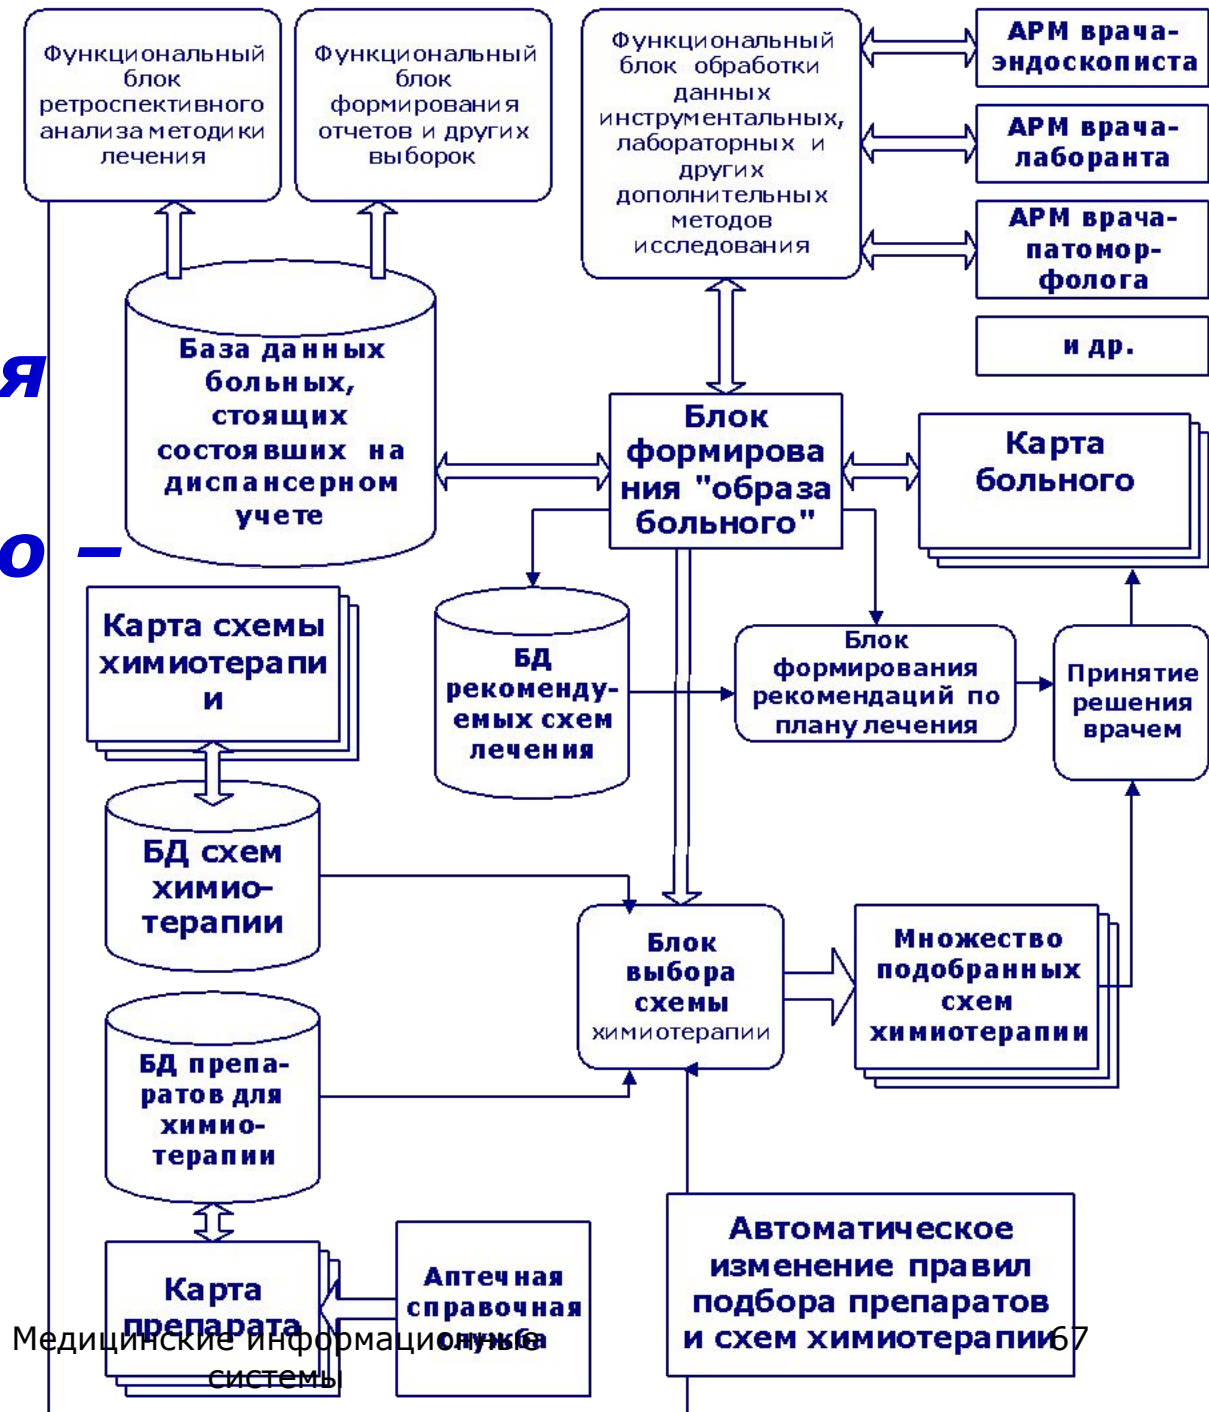 Функциональный
блок
ретроспективного
анализа методики
лечения
Функциональный
блок
формирования
отчетов и других
выборок
Функциональный
блок обработки
данных
инструментальных,
лабораторных и
других
дополнительных
методов
исследования
АРМ врача-
эндоскописта
АРМ врача-
лаборанта
АРМ врача-
патомор-
фолога
и др.
я
База данных
больных,
стоящих
состоявших на
диспансерном
учете
Блок
формирова
ния "образа
больного"
Карта
больного
о –
Карта схемы
химиотерапи
и
БД
рекоменду-
емых схем
лечения
Блок
формирования
рекомендаций по
плану лечения
Принятие
решения
врачем
БД схем
химио-
терапии
Блок
выбора
схемы
химиотерапии
Множество
подобранных
схем
химиотерапии
БД препа-
ратов для
химио-
терапии
Карта
препарата
Аптечная
справочная
служба
Автоматическое
изменение правил
подбора препаратов
и схем химиотерапии
Медицинские информационные
системы
67